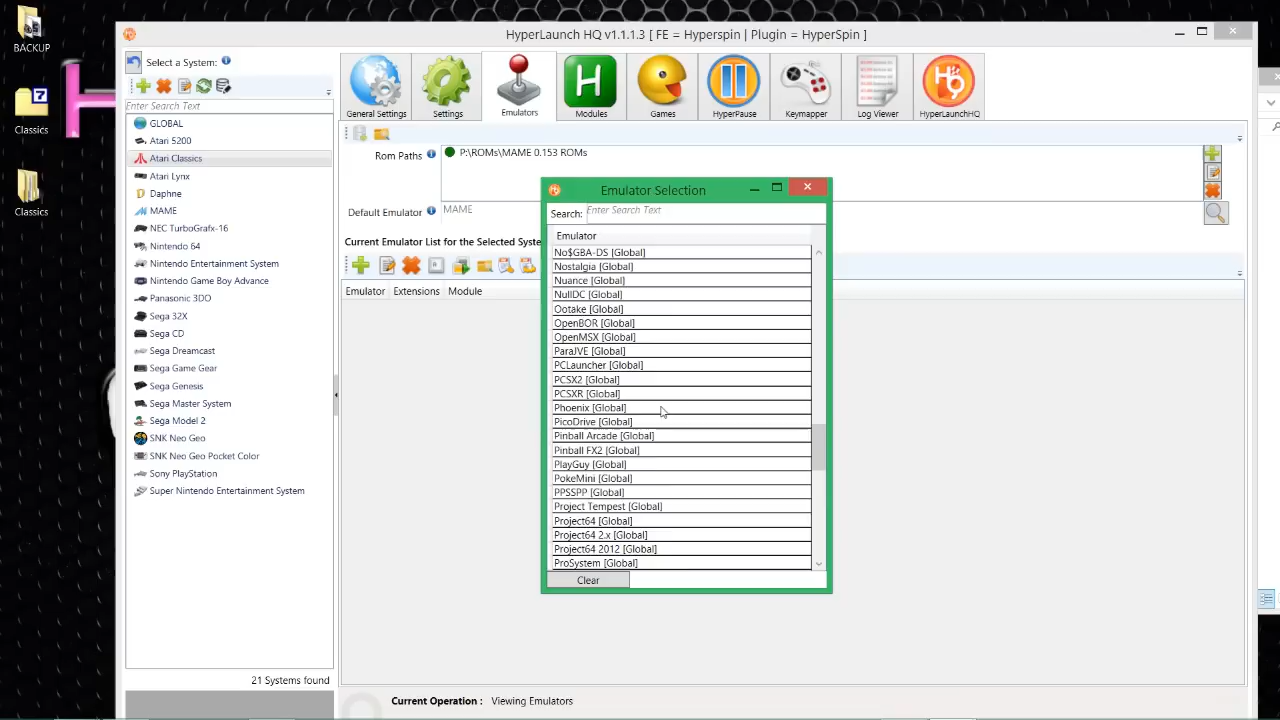 BACKUP
Classics
Classics
HyperLaunch HQ v1.1.1.3 [ FE = Hyperspin | Plugin = HyperSpin ]
Select a System:
Enter Search Text
GLOBAL
Atari 5200
Atari Classics
Atari Lynx
Daphne
MAME
NEC TurboGrafx-16
Nintendo 64
Nintendo Entertainment System
Nintendo Game Boy Advance
Panasonic 3DO
Sega 32X
Sega CD
Sega Dreamcast
Sega Game Gear
Sega Genesis
Sega Master System
Sega Model 2
SNK Neo Geo
SNK Neo Geo Pocket Color
Sony PlayStation
Super Nintendo Entertainment System
21 Systems found
General Settings
Settings
Emulators
Modules
Games
HyperPause
Keymapper
Log Viewer
HyperLaunchHQ
Rom Paths
P:\ROMs\MAME 0.153 ROMs
Default Emulator
MAME
Current Emulator List for the Selected Syste
Emulator Extensions Module
Emulator Selection
Search: Enter Search Text
Emulator
No$GBA-DS [Global]
Nostalgia [Global]
Nuance [Global]
NullDC [Global]
Ootake [Global]
OpenBOR [Global]
OpenMSX [Global]
ParaJVE [Global]
PCLauncher [Global]
PCSX2 [Global]
PCSXR [Global]
Phoenix [Global]
PicoDrive [Global]
Pinball Arcade [Global]
Pinball FX2 [Global]
PlayGuy [Global]
PokeMini [Global]
PPSSPP [Global]
Project Tempest [Global]
Project64 [Global]
Project64 2.x [Global]
Project64 2012 [Global]
ProSystem [Global]
Clear
Current Operation : Viewing Emulators